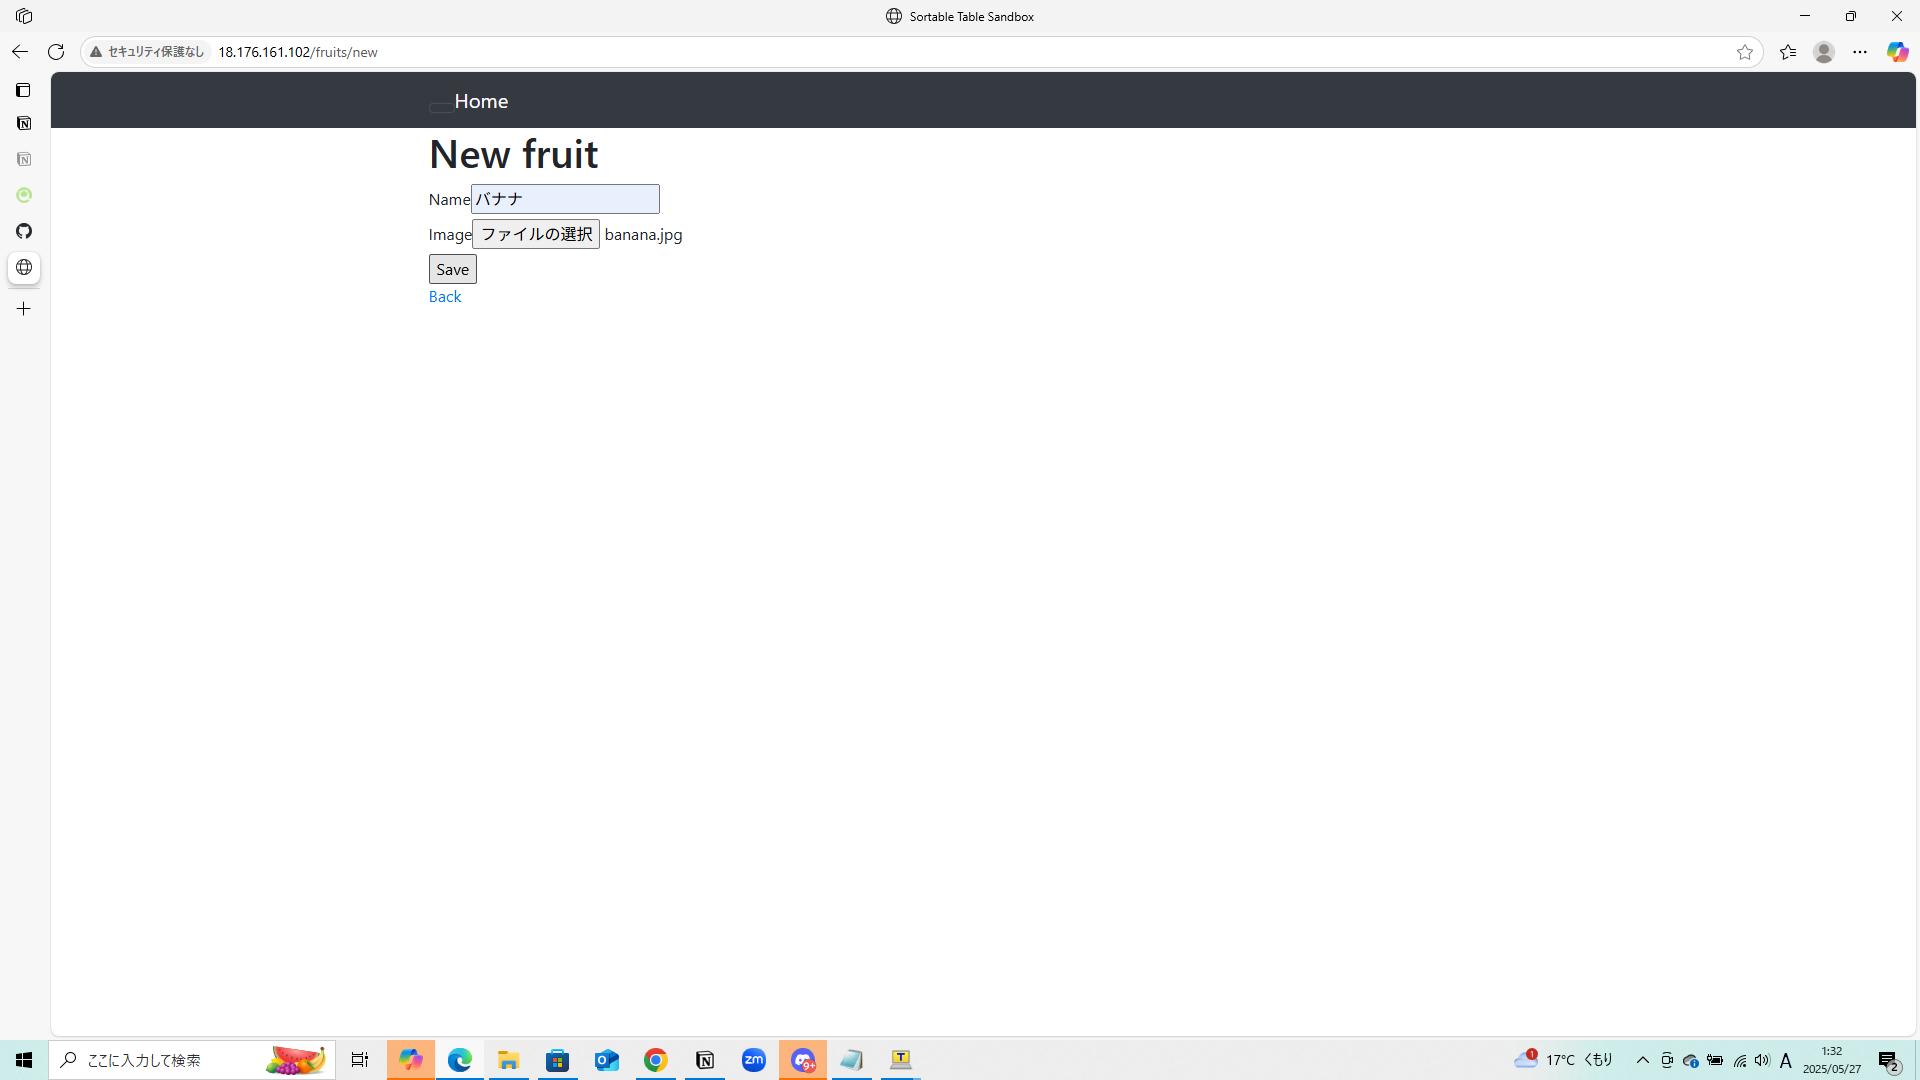 Sortable Table Sandbox
セキュリティ保護なし 18.176.161.102/fruits/new
Home
New fruit
Name バナナ
Image ファイルの選択 banana.jpg
Save
Back
ここに入力して検索
zm
9+
T
1
17°C くもり
A
1:32
2025/05/27
2